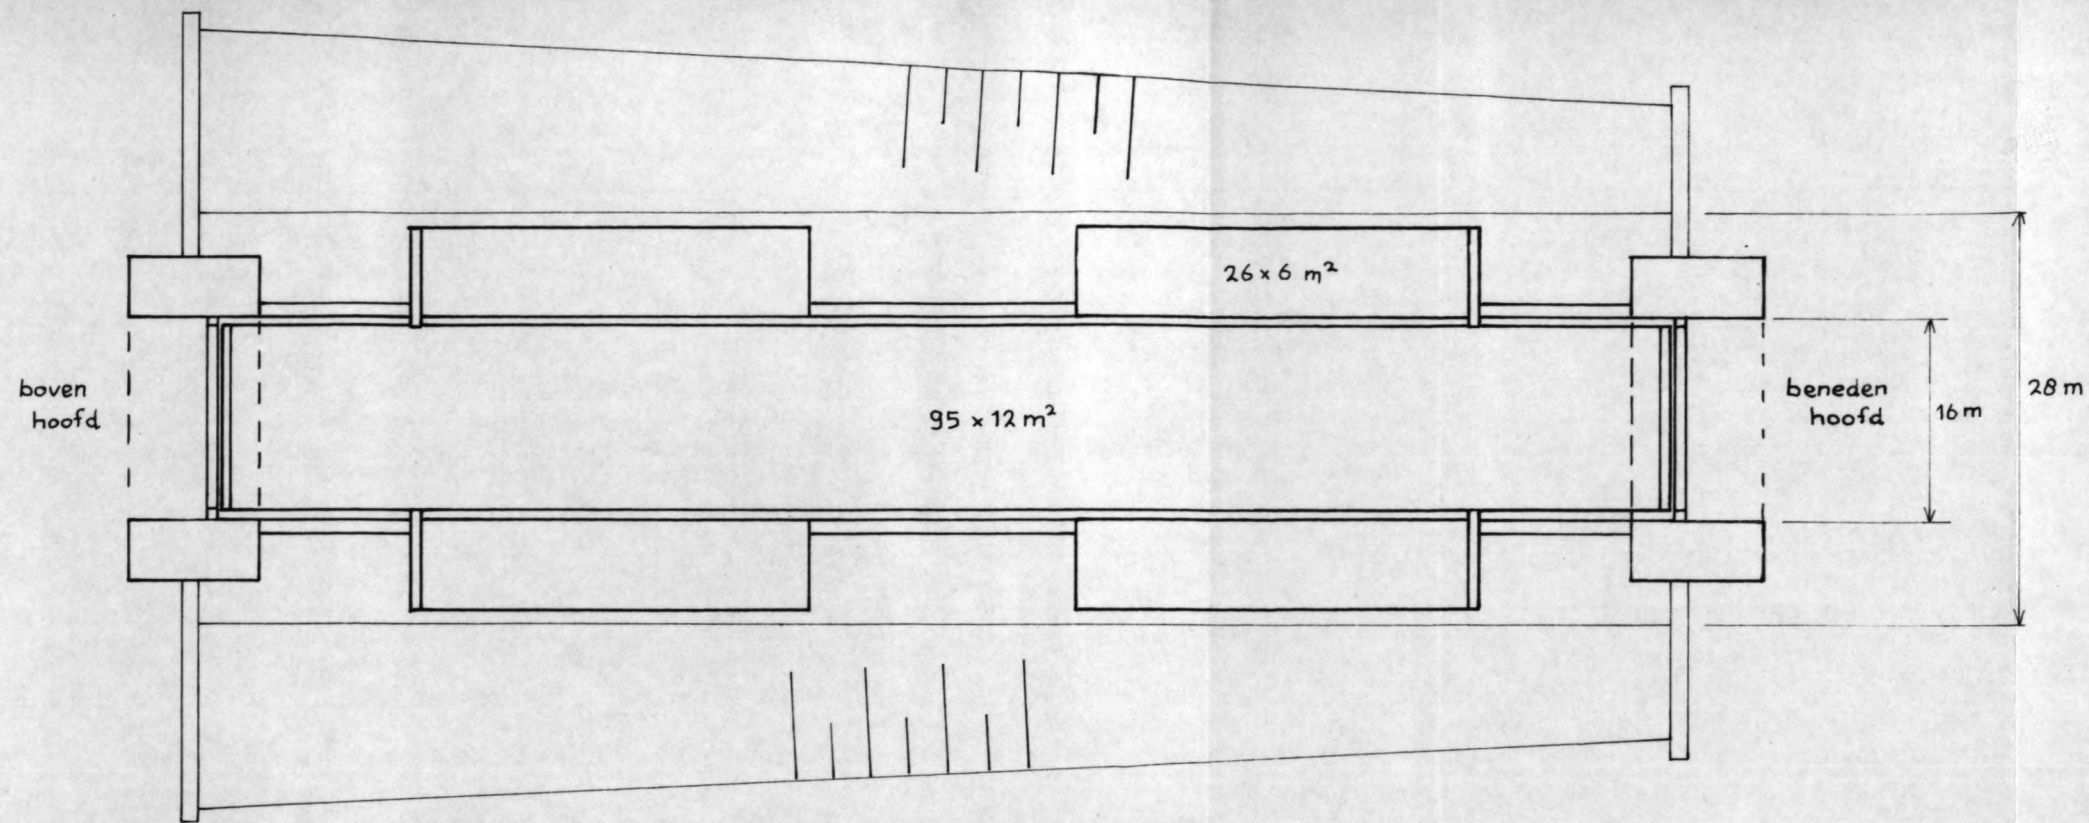 26 x 6 m²
boven
hoofd
95 x 12 m²
beneden
hoofd
16 m
28 m